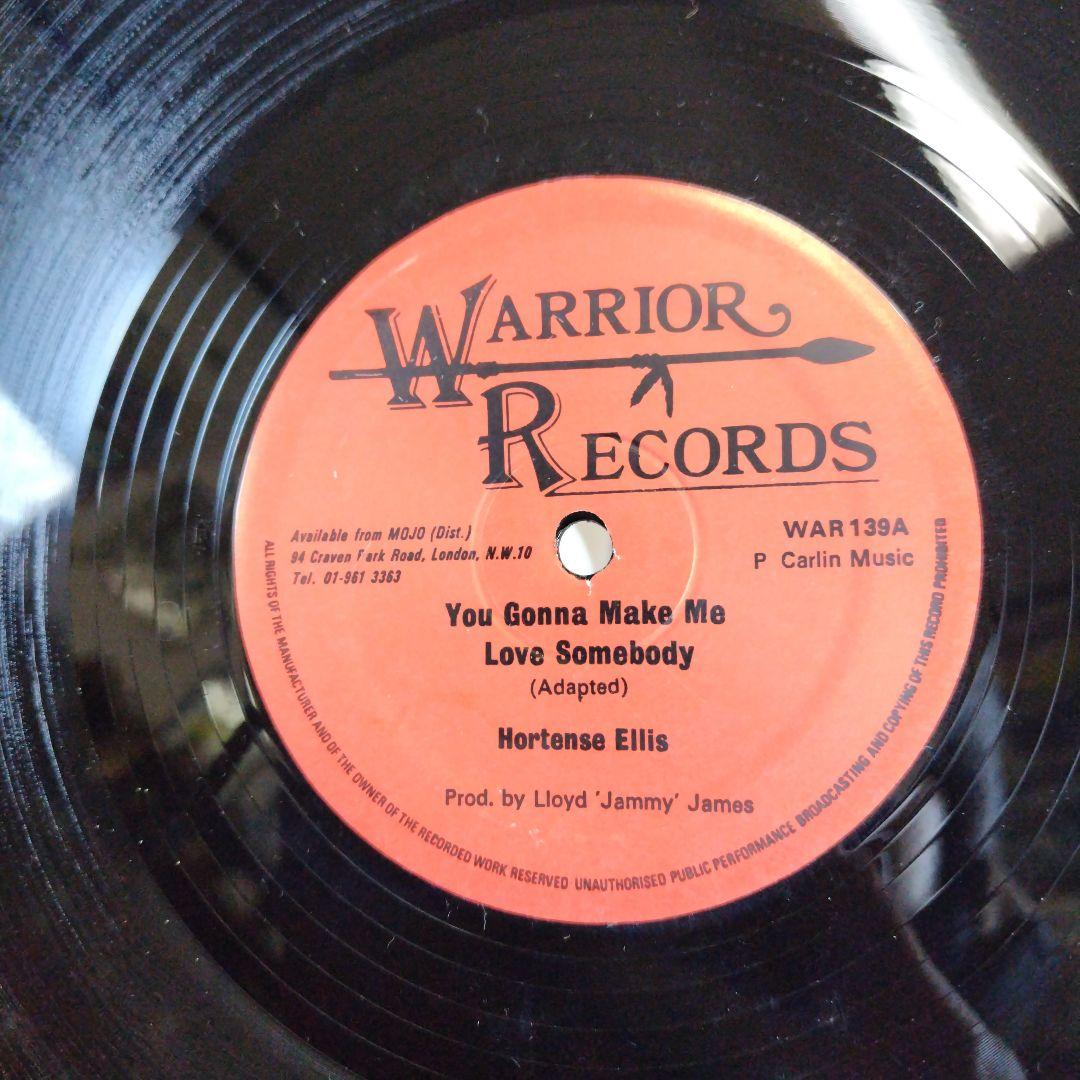 WARRIOR
RECORDS
Available from MOJO (Dist.)
94 Craven Park Road, London, N.W.10
Tel. 01-961 3363
WAR 139A
P Carlin Music
You Gonna Make Me
Love Somebody
(Adapted)
Hortense Ellis
Prod. by Lloyd 'Jammy' James
ALL RIGHTS OF THE MANUFACTURER AND OF THE OWNER OF THE RECORDED WORK RESERVED UNAUTHORISED PUBLIC PERFORMANCE BROADCASTING AND COPYING OF THIS RECORD PROHIBITED